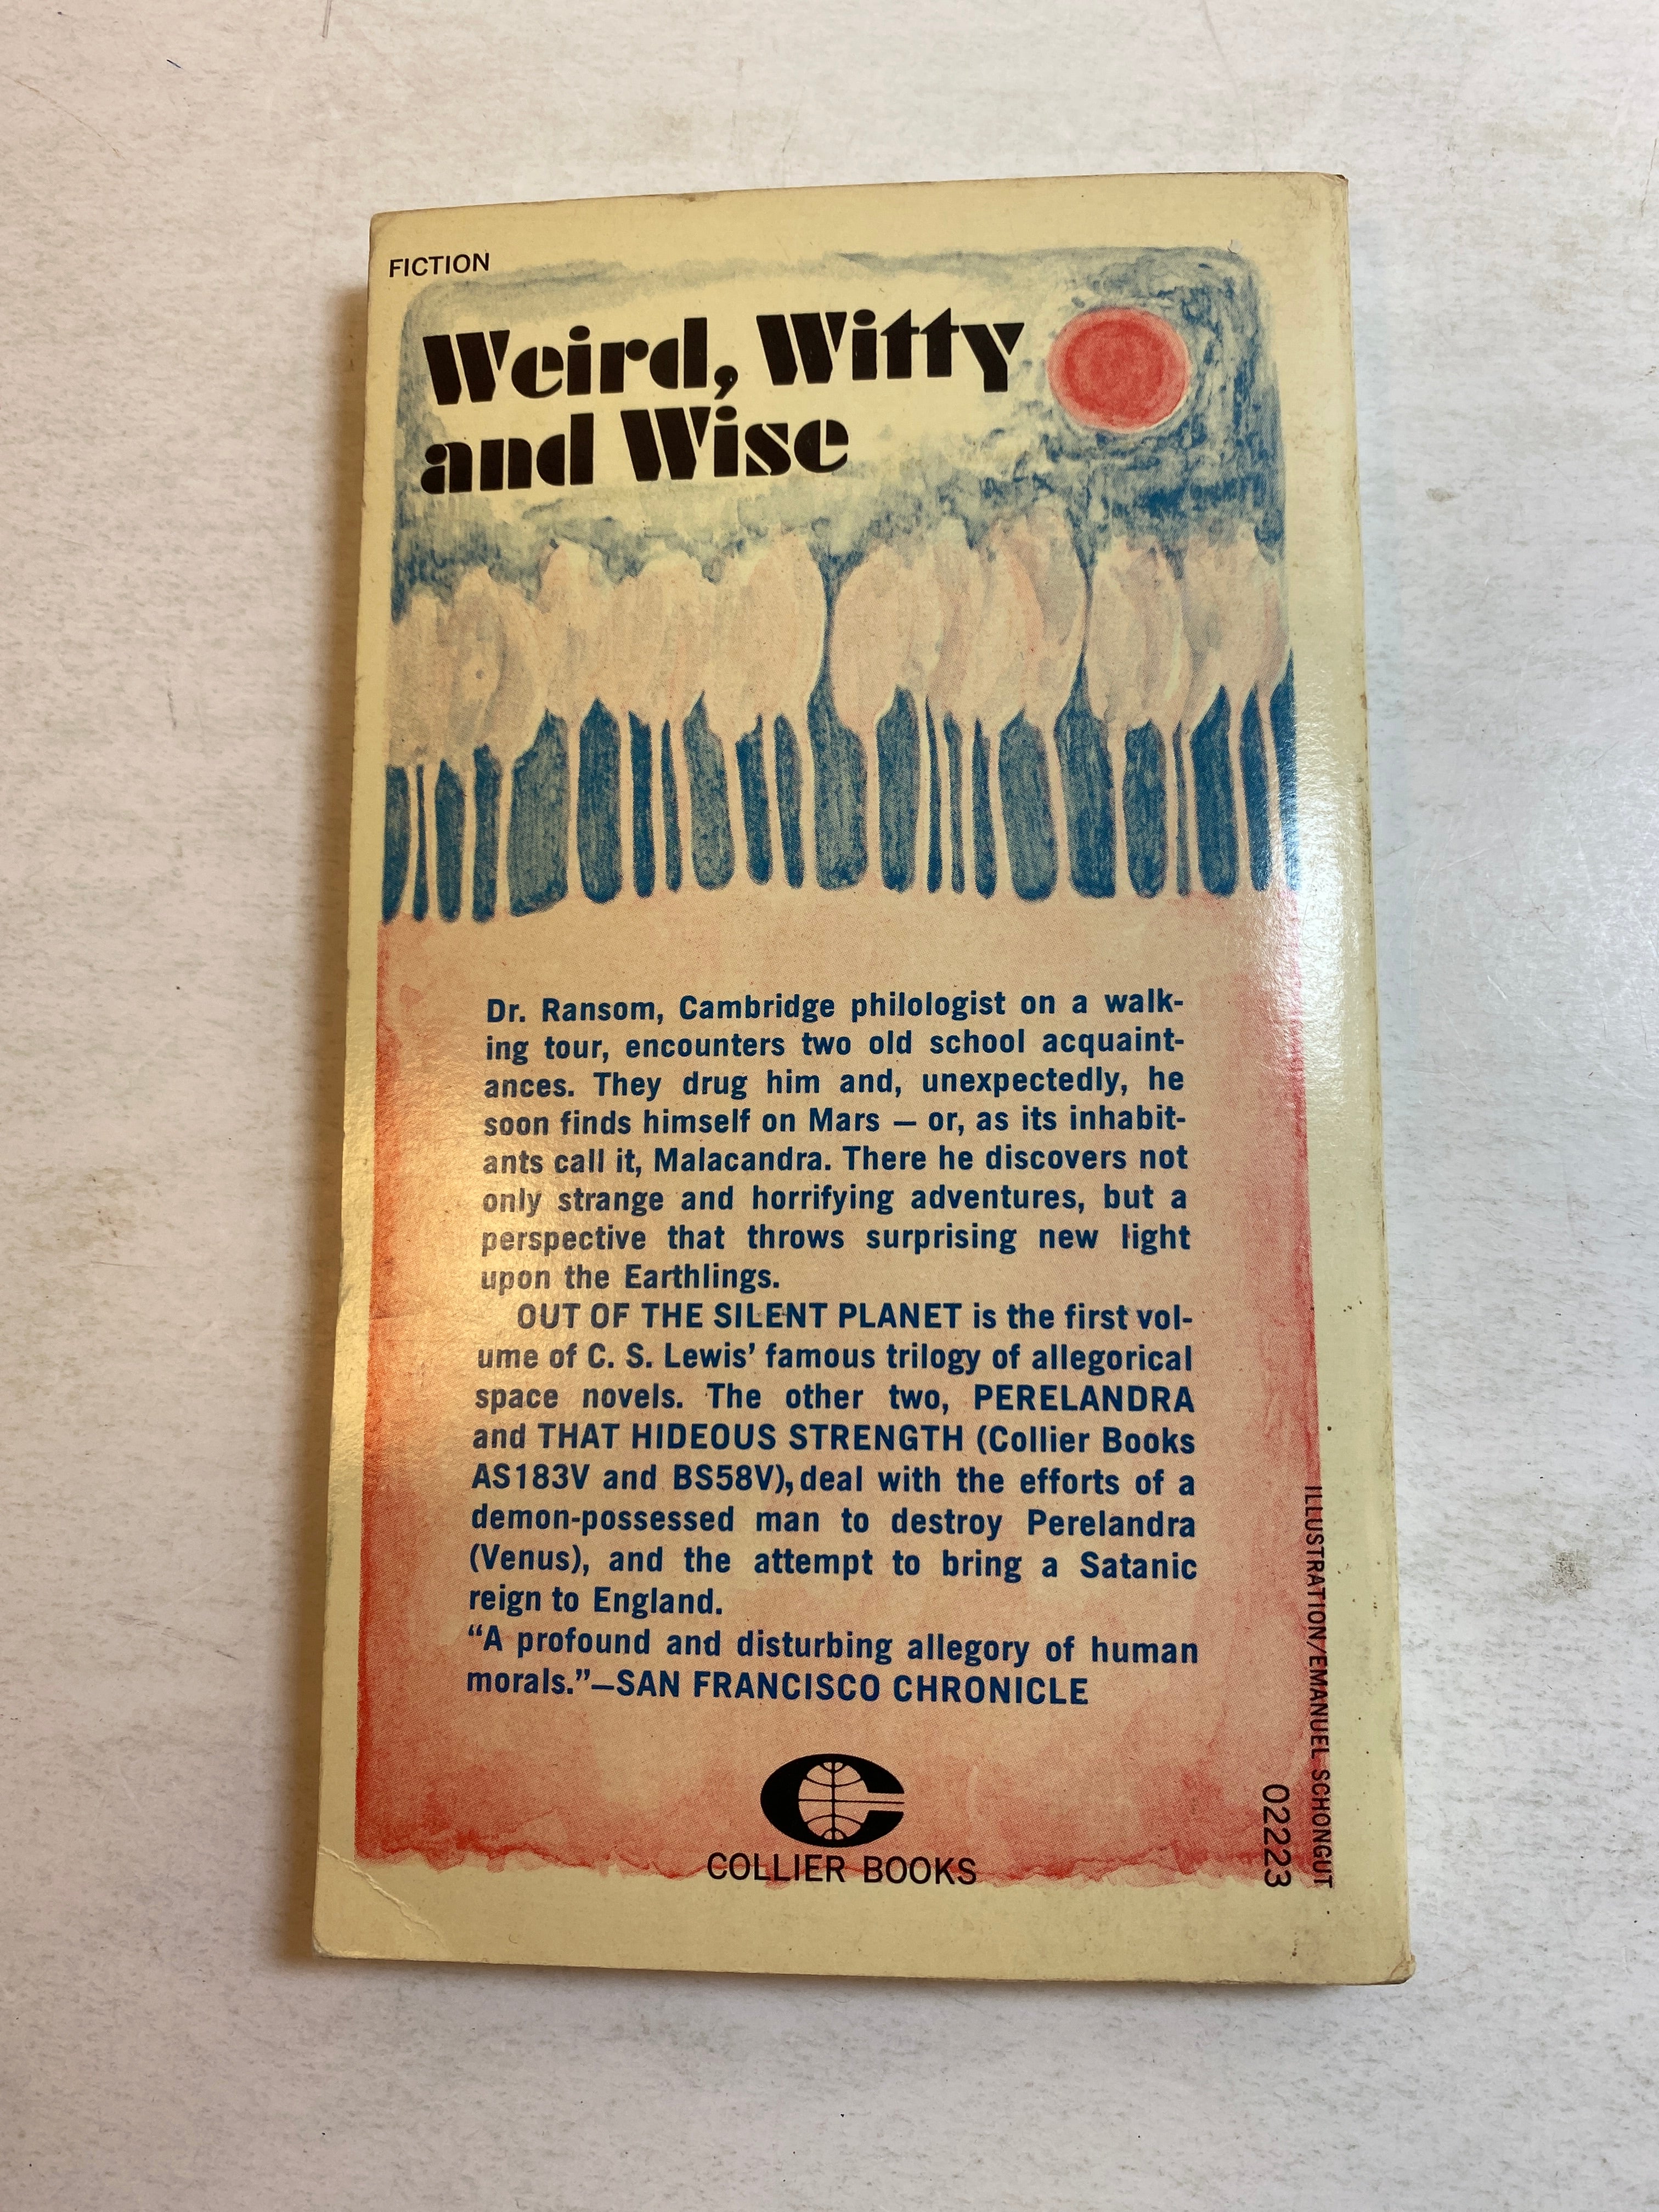 FICTION
Weird, Witty
and Wise
Dr. Ransom, Cambridge philologist on a walk-
ing tour, encounters two old school acquaint-
ances. They drug him and, unexpectedly, he
soon finds himself on Mars — or, as its inhabit-
ants call it, Malacandra. There he discovers not
only strange and horrifying adventures, but a
perspective that throws surprising new light
upon the Earthlings.
OUT OF THE SILENT PLANET is the first vol-
ume of C. S. Lewis’ famous trilogy of allegorical
space novels. The other two, PERELANDRA
and THAT HIDEOUS STRENGTH (Collier Books
AS183V and BS58V), deal with the efforts of a
demon-possessed man to destroy Perelandra
(Venus), and the attempt to bring a Satanic
reign to England.
“A profound and disturbing allegory of human
morals.”—SAN FRANCISCO CHRONICLE
COLLIER BOOKS
ILLUSTRATION/EMANUEL SCHONGUT
02223